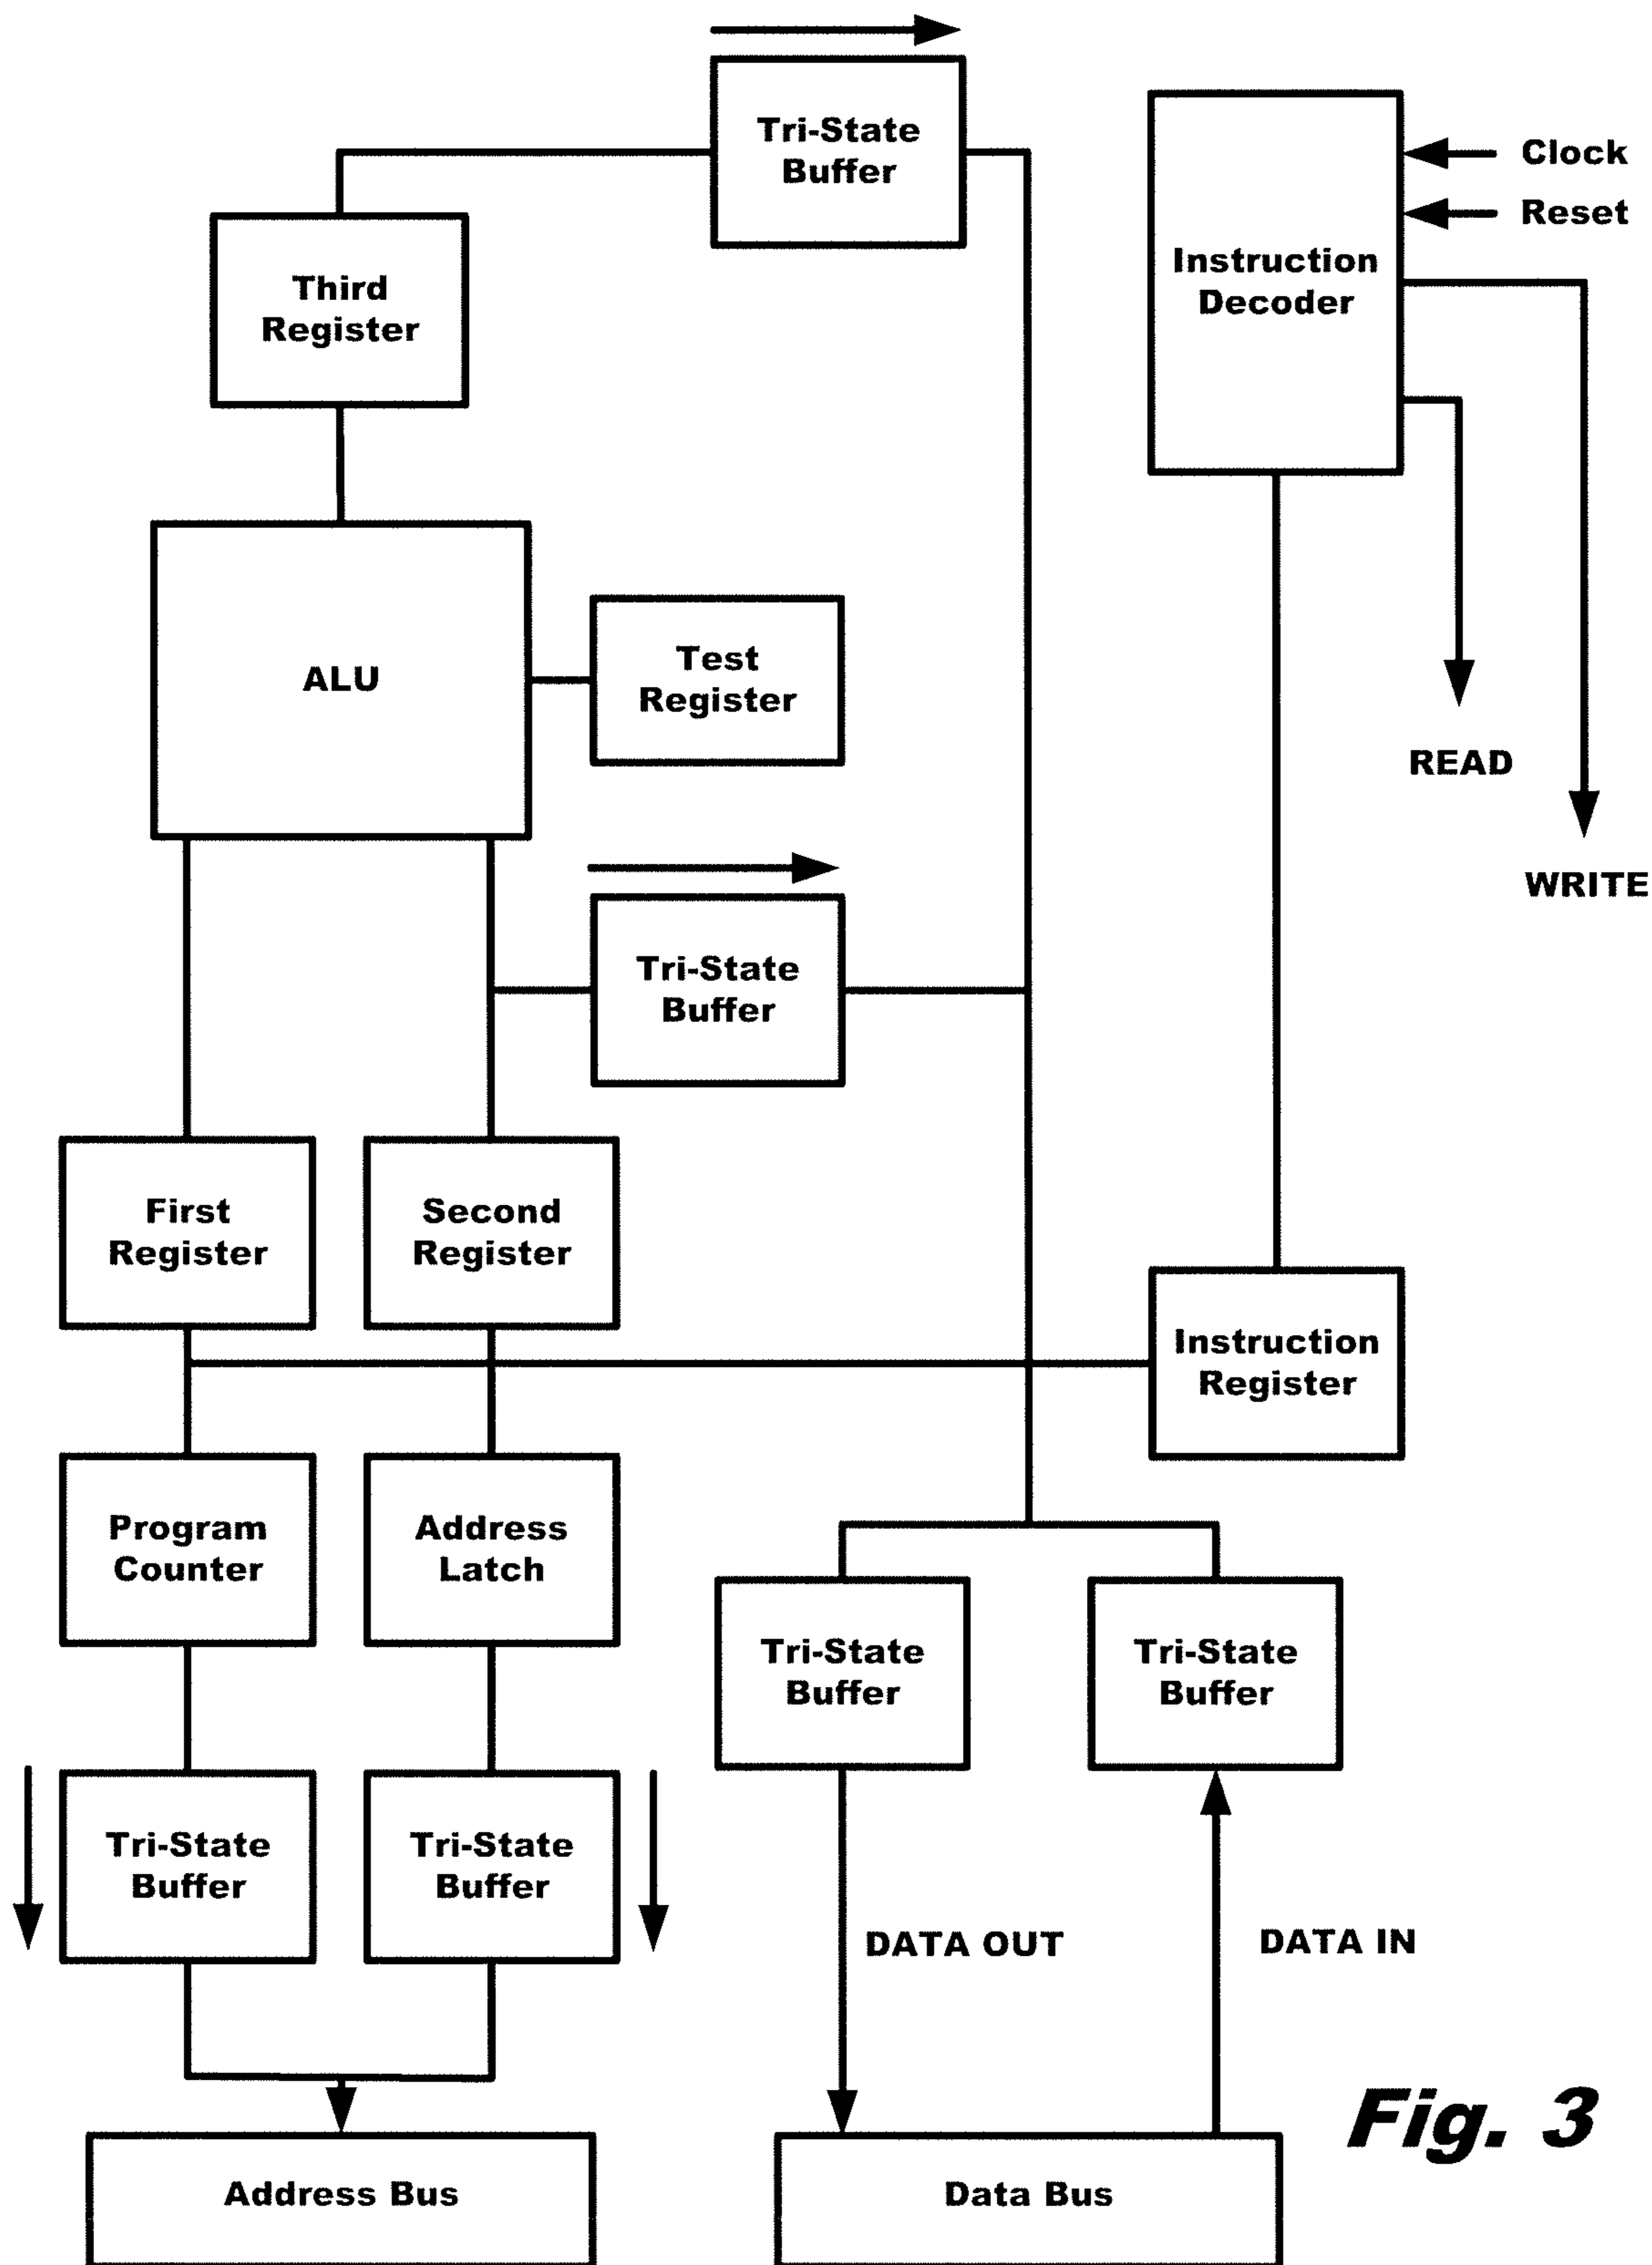 Tri-State
Buffer
Clock
Reset
Instruction
Decoder
Third
Register
ALU
Test
Register
READ
WRITE
Tri-State
Buffer
First
Register
Second
Register
Instruction
Register
Program
Counter
Address
Latch
Tri-State
Buffer
Tri-State
Buffer
Tri-State
Buffer
Tri-State
Buffer
DATA OUT
DATA IN
Address Bus
Data Bus
Fig. 3